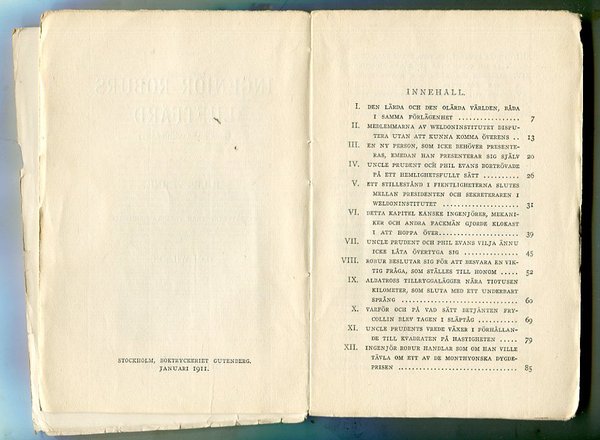 STOCKHOLM, BOKTRYCKERIET GUTENBERG.
JANUARI 1911.
INNEHÅLL.
I. DEN LÄRDA OCH DEN OLÄRDA VÄRLDEN, BÅDA
I SAMMA FÖRLÄGENHET ................ 7
II. MEDLEMMARNA AV WELDONINSTITUTET DISPU-
TERA UTAN ATT KUNNA KOMMA ÖVERENS .. 13
III. EN NY PERSON, SOM ICKE BEHÖVER PRESENTE-
RAS, EMEDAN HAN PRESENTERAR SIG SJÄLV 20
IV. UNCLE PRUDENT OCH PHIL EVANS BORTRÖVADE
PÅ ETT HEMLIGHETSFULLT SÄTT .......... 26
V. ETT STILLESTÅND I FIENTLIGHETERNA SLUTES
MELLAN PRESIDENTEN OCH SEKRETERAREN I
WELDONINSTITUTET .................... 31
VI. DETTA KAPITEL KANSKE INGENJÖRER, MEKANI-
KER OCH ANDRA FACKMÄN GJORDE KLOKAST
I ATT HOPPA ÖVER..................... 39
VII. UNCLE PRUDENT OCH PHIL EVANS VILJA ÄNNU
ICKE LÅTA ÖVERTYGA SIG ............... 45
VIII. ROBUR BESLUTAR SIG FÖR ATT BESVARA EN VIK-
TIG FRÅGA, SOM STÄLLES TILL HONOM ..... 52
IX. ALBATROSS TILLRYGGALÄGGER NÄRA TIOTUSEN
KILOMETER, SOM SLUTA MED ETT UNDERBART
SPRÅNG ............................... 60
X. VARFÖR OCH PÅ VAD SÄTT BETJÄNTEN FRY-
COLLIN BLEV TAGEN I SLÄPTÅG .......... 69
XI. UNCLE PRUDENTS VREDE VÄXER I FÖRHÅLLAN-
DE TILL KVADRATEN PÅ HASTIGHETEN ..... 79
XII. INGENJÖR ROBUR HANDLAR SOM OM HAN VILLE
TÄVLA OM ETT AV DE MONTHYONSKA DYGDE-
PRISEN ............................... 85